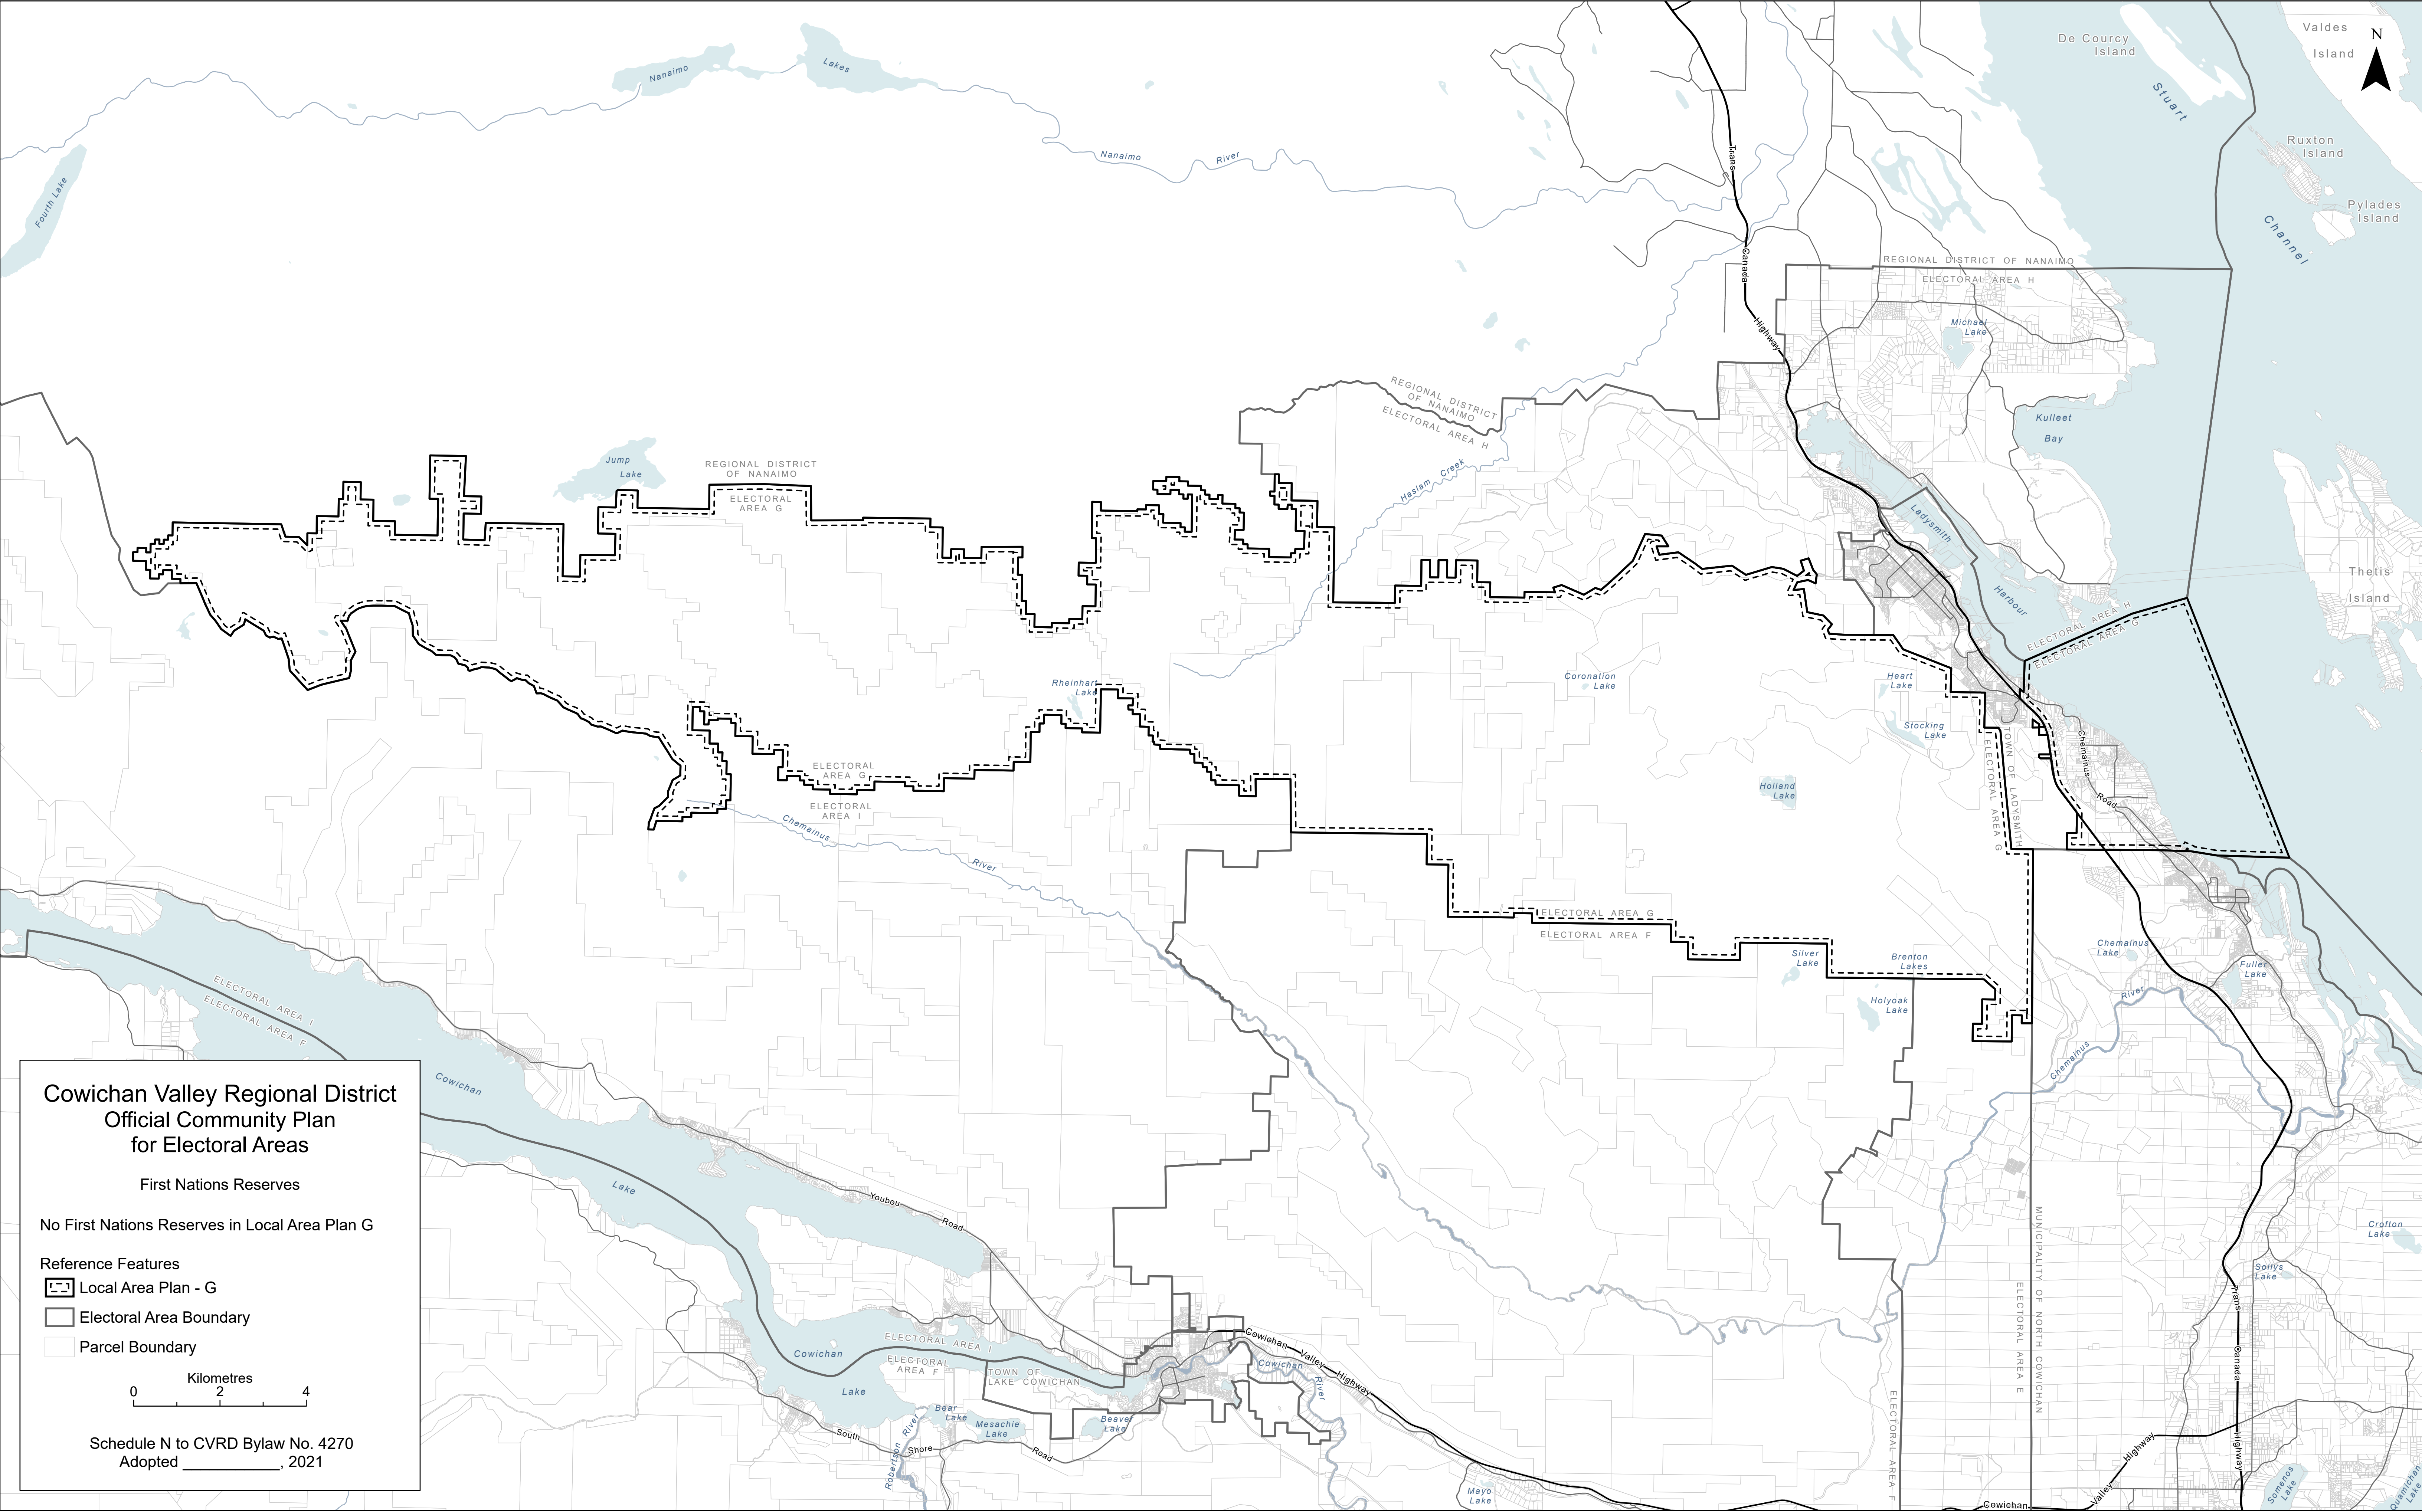 Valdes
Island
N
De Courcy
Island
Stuart
Channel
Nanaimo
Lakes
Ruxton
Island
Nanaimo River
Trans
Canada
Highway
Fourth Lake
Pylades
Island
REGIONAL DISTRICT OF NANAIMO
ELECTORAL AREA H
Michael
Lake
REGIONAL DISTRICT
OF NANAIMO
ELECTORAL AREA H
Kulleet
Bay
Jump
Lake
REGIONAL DISTRICT
OF NANAIMO
ELECTORAL
AREA G
Haslam Creek
Ladysmith
Harbour
Thetis
Island
ELECTORAL AREA H
ELECTORAL AREA G
Rheinhart
Lake
Coronation
Lake
Heart
Lake
Stocking
Lake
TOWN OF LADYSMITH
ELECTORAL AREA G
Chemainus
Road
ELECTORAL
AREA G
ELECTORAL
AREA I
Holland
Lake
Chemainus
River
ELECTORAL AREA G
ELECTORAL AREA F
Silver
Lake
Brenton
Lakes
Chemainus
Lake
Fuller
Lake
Holyoak
Lake
River
Chemainus
ELECTORAL AREA I
ELECTORAL AREA F
Cowichan
Lake
Youbou
Road
Crofton
Lake
Sollys
Lake
MUNICIPALITY OF NORTH COWICHAN
ELECTORAL AREA E
Trans
Canada
Highway
ELECTORAL AREA F
Cowichan
Lake
ELECTORAL AREA I
ELECTORAL
AREA F
TOWN OF
LAKE COWICHAN
Cowichan
Valley
Highway
Cowichan
River
Bear
Lake
Mesachie
Lake
Beaver
Lake
South
Shore
Road
Robertson River
Mayo
Lake
Cowichan
Valley
Highway
Somenos
Lake
Quamichan
Lake
Cowichan Valley Regional District
Official Community Plan
for Electoral Areas
First Nations Reserves
No First Nations Reserves in Local Area Plan G
Reference Features
Local Area Plan - G
Electoral Area Boundary
Parcel Boundary
Kilometres
0 2 4
Schedule N to CVRD Bylaw No. 4270
Adopted ____________, 2021